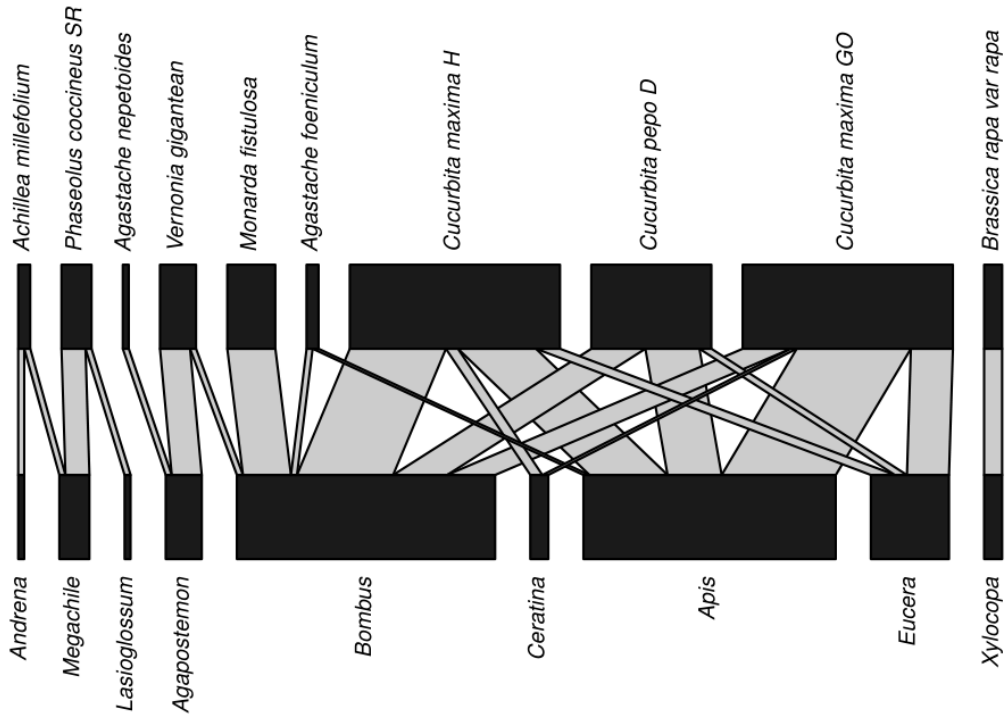 Achillea millefolium
Phaseolus coccineus SR
Agastache nepetoides
Vernonia gigantean
Monarda fistulosa
Agastache foeniculum
Cucurbita maxima H
Cucurbita pepo D
Cucurbita maxima GO
Brassica rapa var rapa
Andrena
Megachile
Lasioglossum
Agapostemon
Bombus
Ceratina
Apis
Eucera
Xylocopa